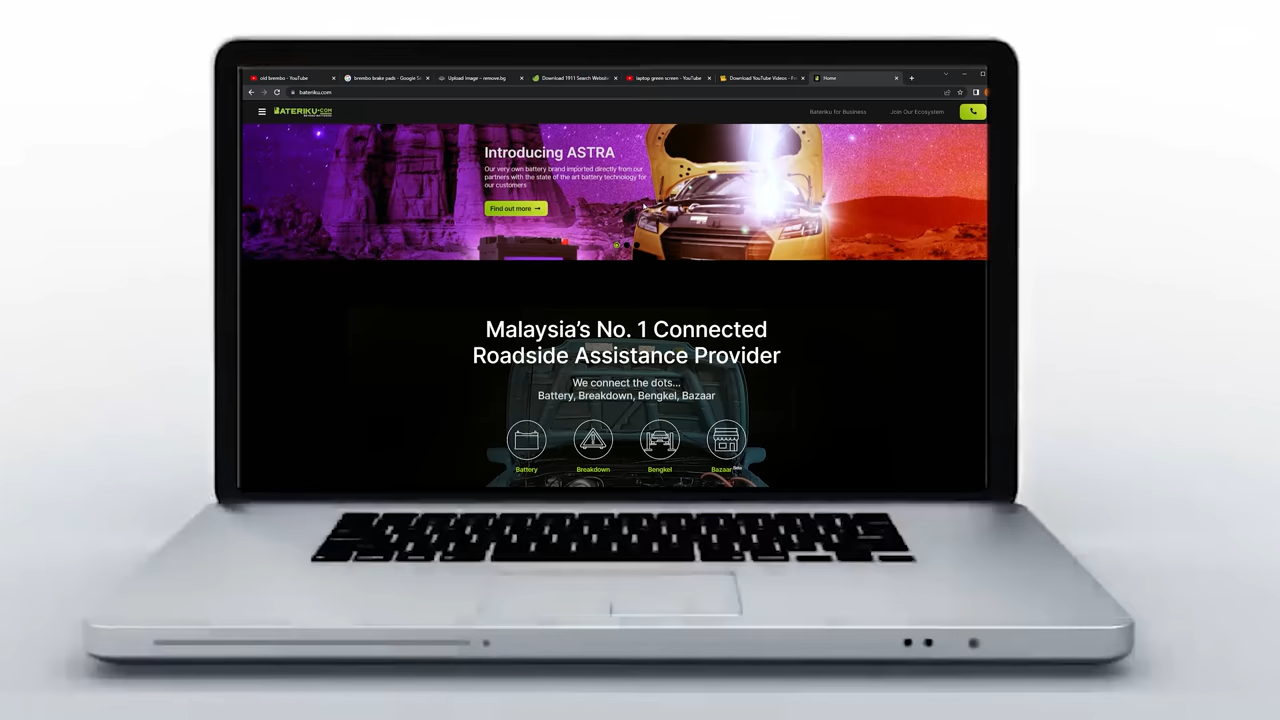 old brembo - YouTube
brembo brake pads - Google Se
Upload Image – remove.bg
Download 1911 Search Website
laptop green screen - YouTube
Download YouTube Videos - F
Home
bateriku.com
BATERIKU.COM
Bateriku for Business
Join Our Ecosystem
Introducing ASTRA
Our very own battery brand imported directly from our
partners with the state of the art battery technology for
our customers
Find out more →
Malaysia's No. 1 Connected
Roadside Assistance Provider
We connect the dots...
Battery, Breakdown, Bengkel, Bazaar
Battery
Breakdown
Bengkel
Bazaar Beta